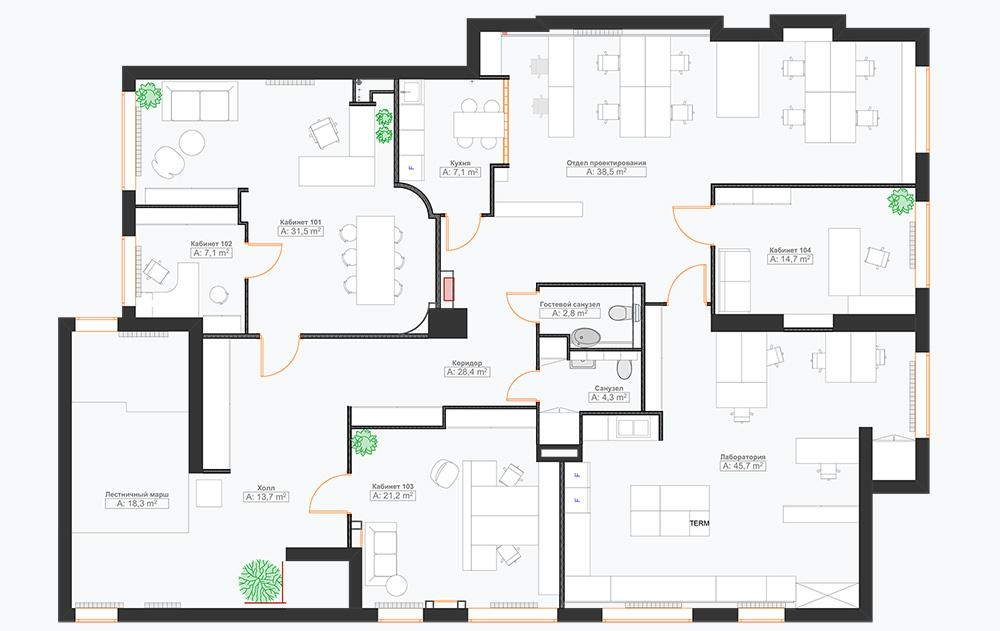 Кухня
A: 7,1 m²
F
Отдел проектирования
A: 38,5 m²
Кабинет 101
A: 31,5 m²
Кабинет 102
A: 7,1 m²
Кабинет 104
A: 14,7 m²
Гостевой санузел
A: 2,8 m²
Коридор
A: 28,4 m²
Санузел
A: 4,3 m²
Лаборатория
A: 45,7 m²
Лестничный марш
A: 18,3 m²
Холл
A: 13,7 m²
Кабинет 103
A: 21,2 m²
F
F
TERM